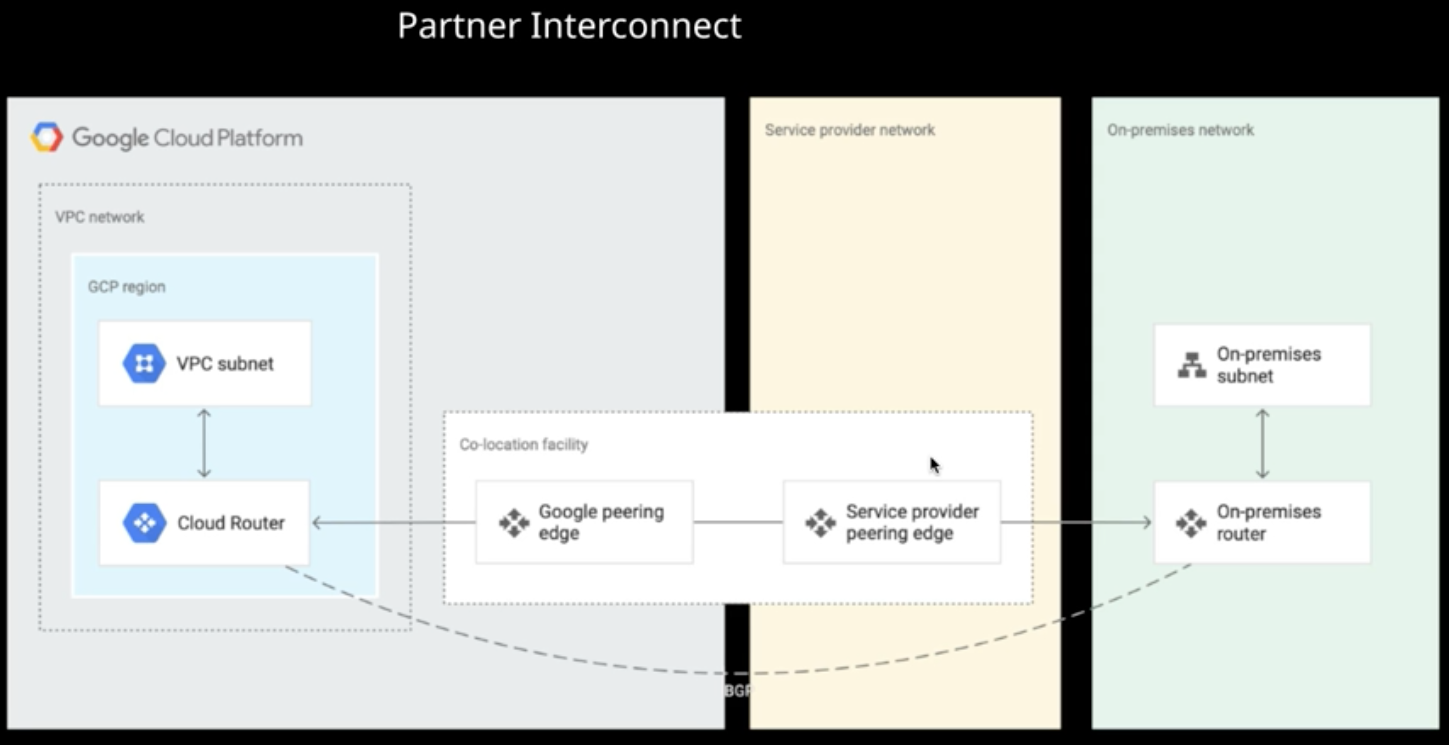 Partner Interconnect
Google Cloud Platform
Service provider network
On-premises network
VPC network
GCP region
VPC subnet
On-premises
subnet
Co-location facility
Cloud Router
Google peering
edge
Service provider
peering edge
On-premises
router
BGP